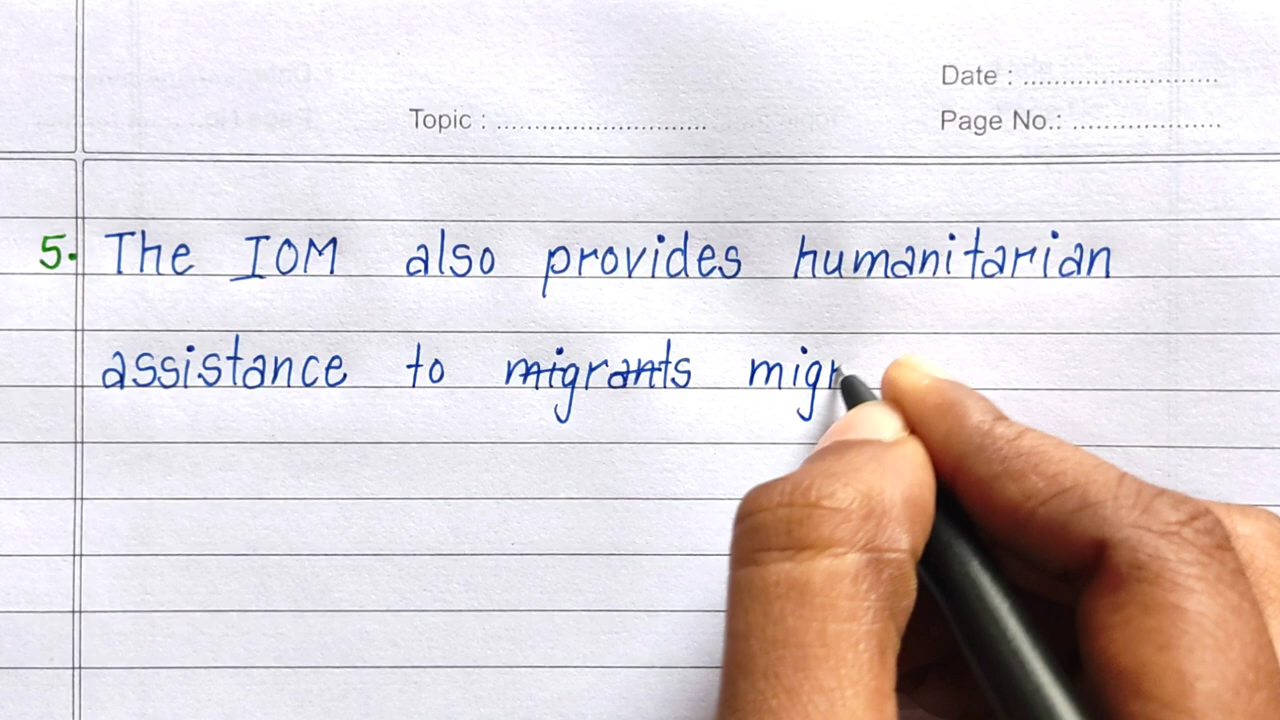 Date : ..........................
Topic : ............................
Page No.: ...................
5. The IOM also provides humanitarian
assistance to migrants migr